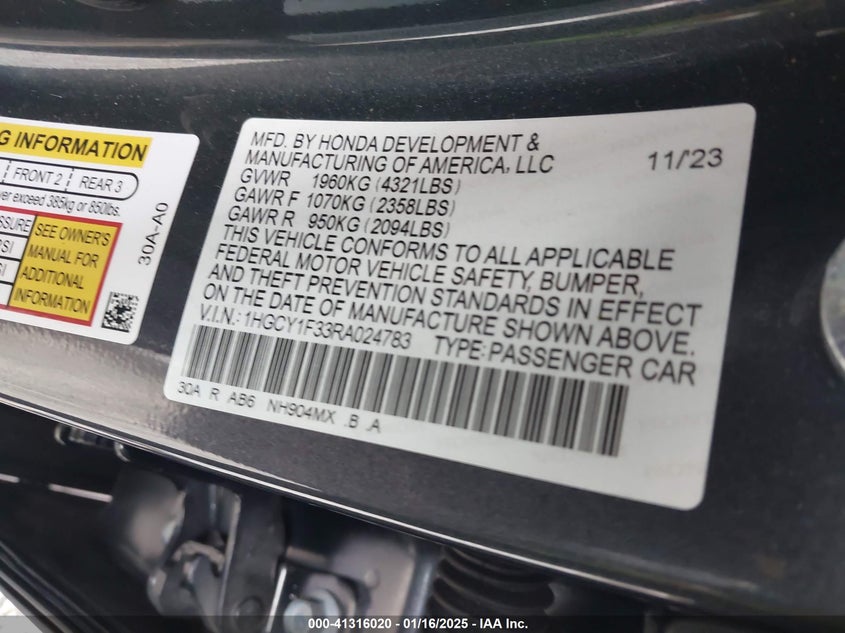 G INFORMATION
FRONT 2 REAR 3
ver exceed 385kg or 850lbs.
SSURE
SI
SEE OWNER'S
MANUAL FOR
ADDITIONAL
INFORMATION
30A-A0
MFD. BY HONDA DEVELOPMENT &
MANUFACTURING OF AMERICA, LLC 11/'23
GVWR 1960KG (4321LBS)
GAWR F 1070KG (2358LBS)
GAWR R 950KG (2094LBS)
THIS VEHICLE CONFORMS TO ALL APPLICABLE
FEDERAL MOTOR VEHICLE SAFETY, BUMPER,
AND THEFT PREVENTION STANDARDS IN EFFECT
ON THE DATE OF MANUFACTURE SHOWN ABOVE.
V.I.N.: 1HGCY1F33RA024783 TYPE:PASSENGER CAR
30A R AB6 NH904MX .B .A
000-41316020 - 01/16/2025 - IAA Inc.